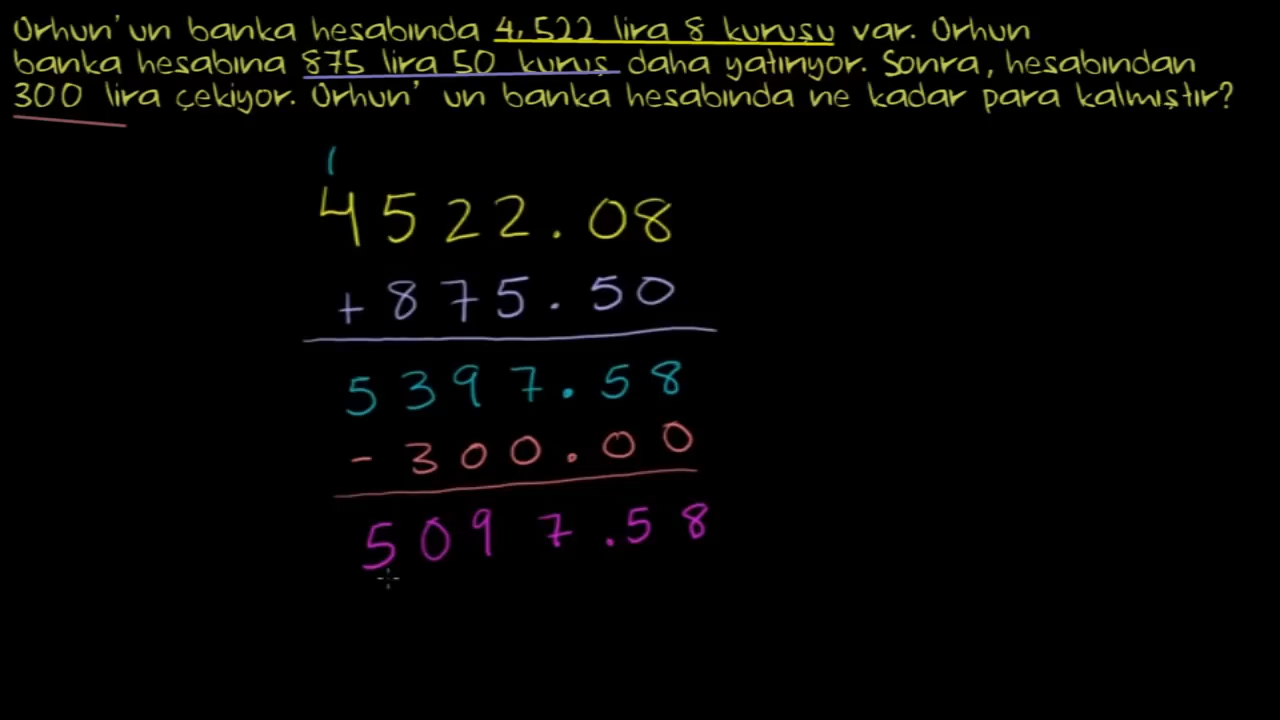 Orhun'un banka hesabında 4,522 lira 8 kuruşu var. Orhun
banka hesabına 875 lira 50 kuruş daha yatırıyor. Sonra, hesabından
300 lira çekiyor. Orhun' un banka hesabında ne kadar para kalmıştır?
1
4522.08
+875.50
5397.58
-300.00
5097.58